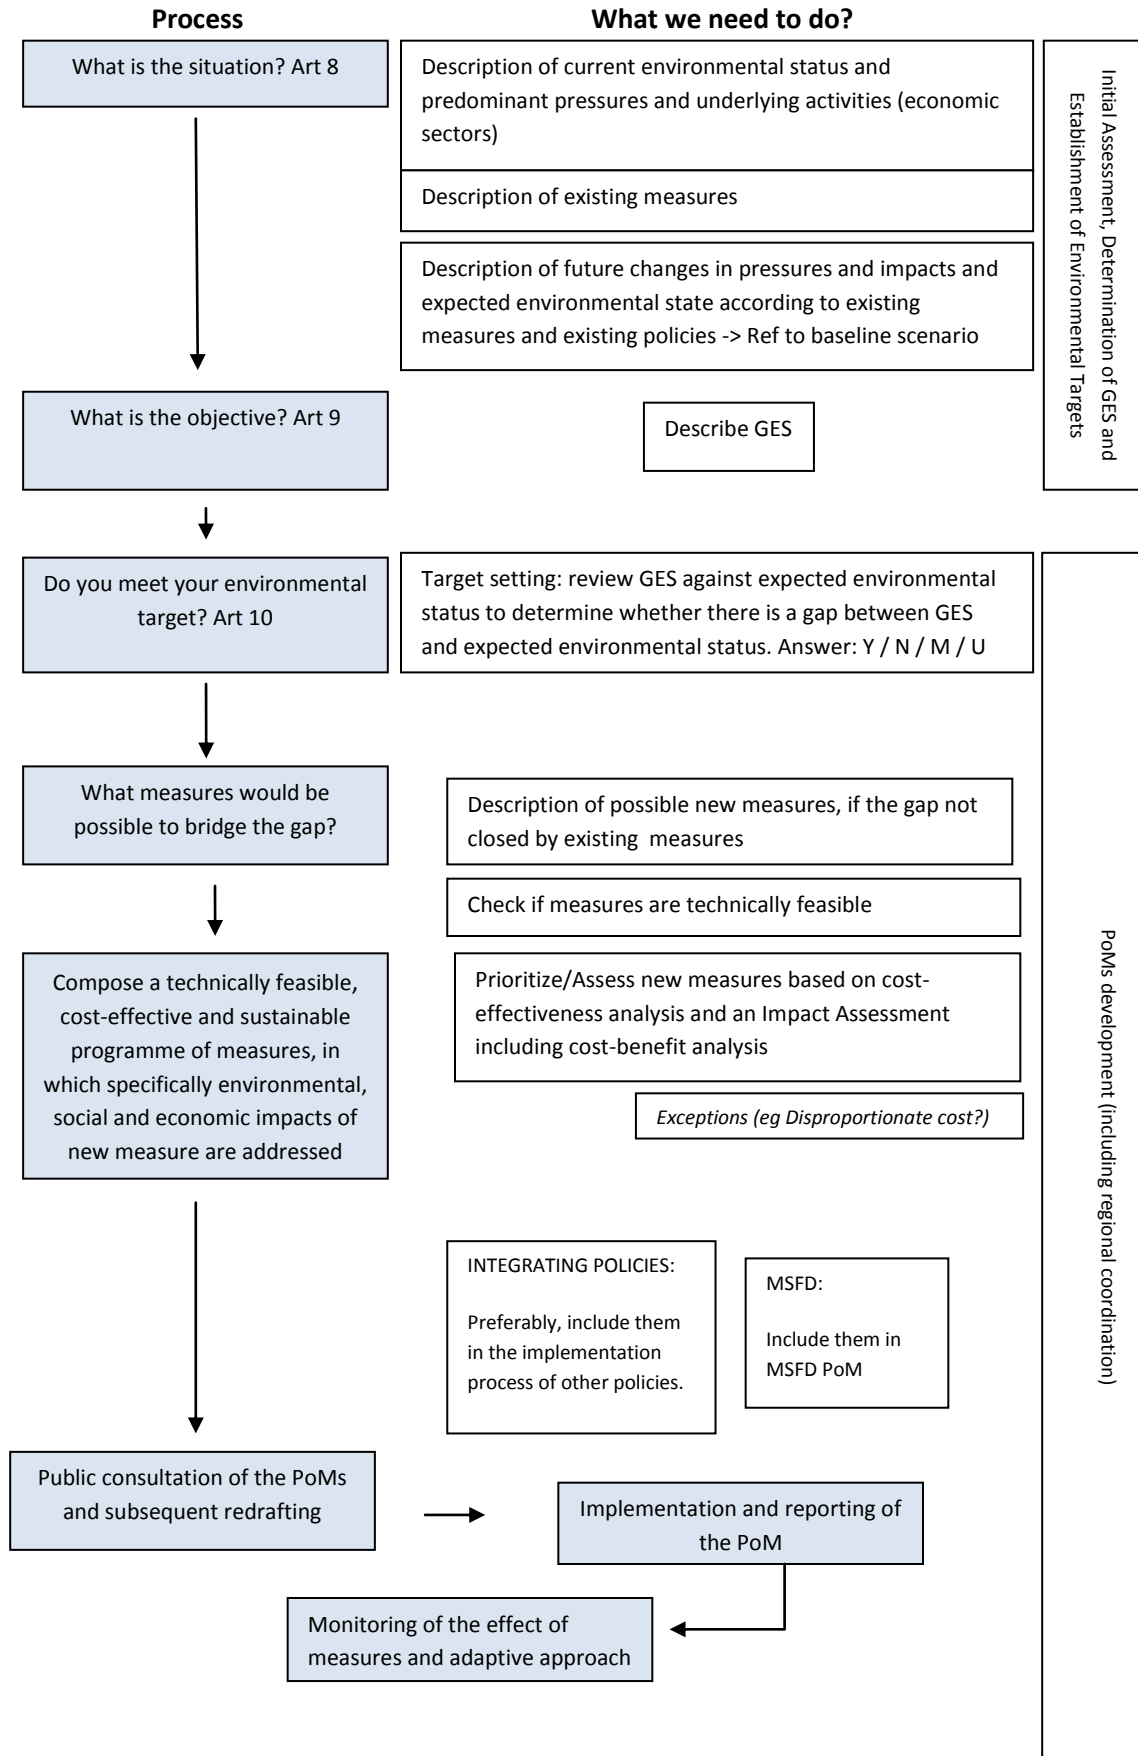 Process
What we need to do?
What is the situation? Art 8
Description of current environmental status and
predominant pressures and underlying activities (economic
sectors)
Description of existing measures
Description of future changes in pressures and impacts and
expected environmental state according to existing
measures and existing policies -> Ref to baseline scenario
Initial Assessment, Determination of GES and
Establishment of Environmental Targets
What is the objective? Art 9
Describe GES
Do you meet your environmental
target? Art 10
Target setting: review GES against expected environmental
status to determine whether there is a gap between GES
and expected environmental status. Answer: Y / N / M / U
What measures would be
possible to bridge the gap?
Description of possible new measures, if the gap not
closed by existing  measures
Check if measures are technically feasible
Compose a technically feasible,
cost-effective and sustainable
programme of measures, in
which specifically environmental,
social and economic impacts of
new measure are addressed
Prioritize/Assess new measures based on cost-
effectiveness analysis and an Impact Assessment
including cost-benefit analysis
Exceptions (eg Disproportionate cost?)
PoMs development (including regional coordination)
INTEGRATING POLICIES:
Preferably, include them
in the implementation
process of other policies.
MSFD:
Include them in
MSFD PoM
Public consultation of the PoMs
and subsequent redrafting
Implementation and reporting of
the PoM
Monitoring of the effect of
measures and adaptive approach